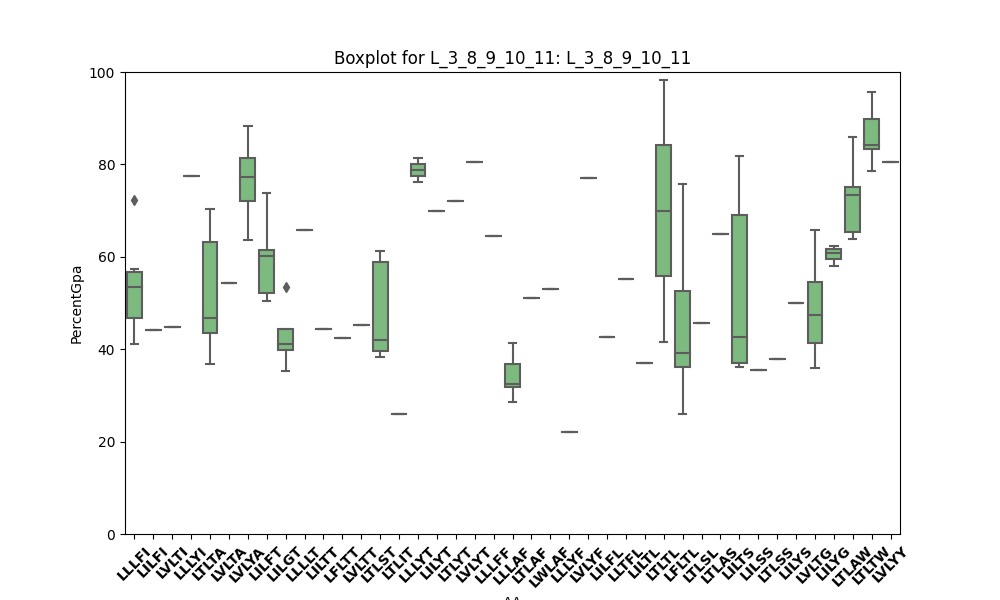 Boxplot for L_3_8_9_10_11: L_3_8_9_10_11
PercentGpa
100
80
60
40
20
0
LLLFI
LILFI
LVLTI
LLLYI
LTLTA
LVLTA
LVLYA
LILFT
LILGT
LLLLT
LILTT
LFLTT
LVLTT
LTLST
LTLIT
LLLYT
LILYT
LTLYT
LVLYT
LLLFF
LLLAF
LTLAF
LWLAF
LLLYF
LVLYF
LILFL
LLTFL
LILTL
LTLTL
LFLTL
LTLSL
LTLAS
LILTS
LILSS
LTLSS
LILYS
LVLTG
LILYG
LTLAW
LTLTW
LVLYY